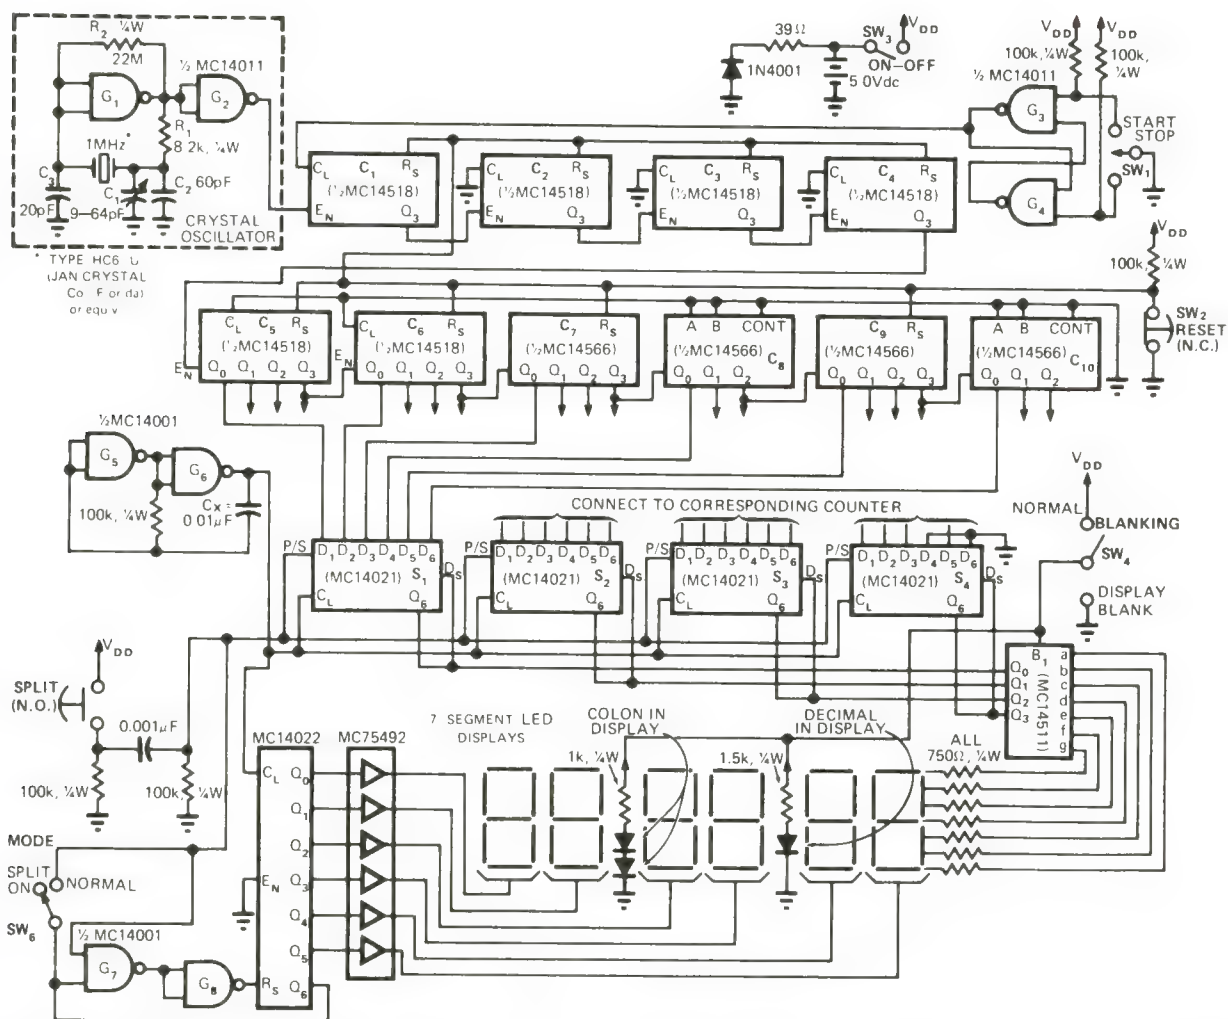 R2 ¼W
22M
½ MC14011
G1
G2
R1
8.2k, ¼W
1MHz*
C3
20pF
C1
9–64pF
C2 60pF
CRYSTAL
OSCILLATOR
* TYPE HC6
(JAN CRYSTAL
or equiv
39Ω
1N4001
5.0Vdc
SW3
VDD
ON-OFF
VDD
VDD
100k, ¼W
100k,
¼W
½ MC14011
G3
G4
START
STOP
SW1
CL C1 RS
(½MC14518)
EN Q3
CL C2 RS
(½MC14518)
EN Q3
CL C3 RS
(½MC14518)
EN Q3
CL C4 RS
(½MC14518)
EN Q3
VDD
100k, ¼W
SW2
RESET
(N.C.)
CL C5 RS
(½MC14518)
EN Q0 Q1 Q2 Q3
CL C6 RS
(½MC14518)
EN Q0 Q1 Q2 Q3
C7 RS
(½MC14566)
Q0 Q1 Q2 Q3
A B CONT
(½MC14566)
C8
Q0 Q1 Q2
C9 RS
(½MC14566)
Q0 Q1 Q2 Q3
A B CONT
(½MC14566)
C10
Q0 Q1 Q2
½MC14001
G5
G6
100k, ¼W
CX =
0.01µF
CONNECT TO CORRESPONDING COUNTER
P/S D1 D2 D3 D4 D5 D6
(MC14021) S1 DS
CL Q6
P/S D1 D2 D3 D4 D5 D6
(MC14021) S2 DS
CL Q6
P/S D1 D2 D3 D4 D5 D6
(MC14021) S3 DS
CL Q6
P/S D1 D2 D3 D4 D5 D6
(MC14021) S4 DS
CL Q6
VDD
NORMAL
BLANKING
SW4
DISPLAY
BLANK
B1
(MC14511)
Q0 Q1 Q2 Q3
a b c d e f g
ALL
750Ω, ¼W
VDD
SPLIT
(N.O.)
0.001µF
100k, ¼W
100k, ¼W
7 SEGMENT LED
DISPLAYS
COLON IN
DISPLAY
1k, ¼W
DECIMAL
IN DISPLAY
1.5k, ¼W
MC14022
CL Q0
Q1
Q2
EN Q3
Q4
Q5
RS Q6
MC75492
MODE
SPLIT
ON
NORMAL
SW6
½ MC14001
G7
G8